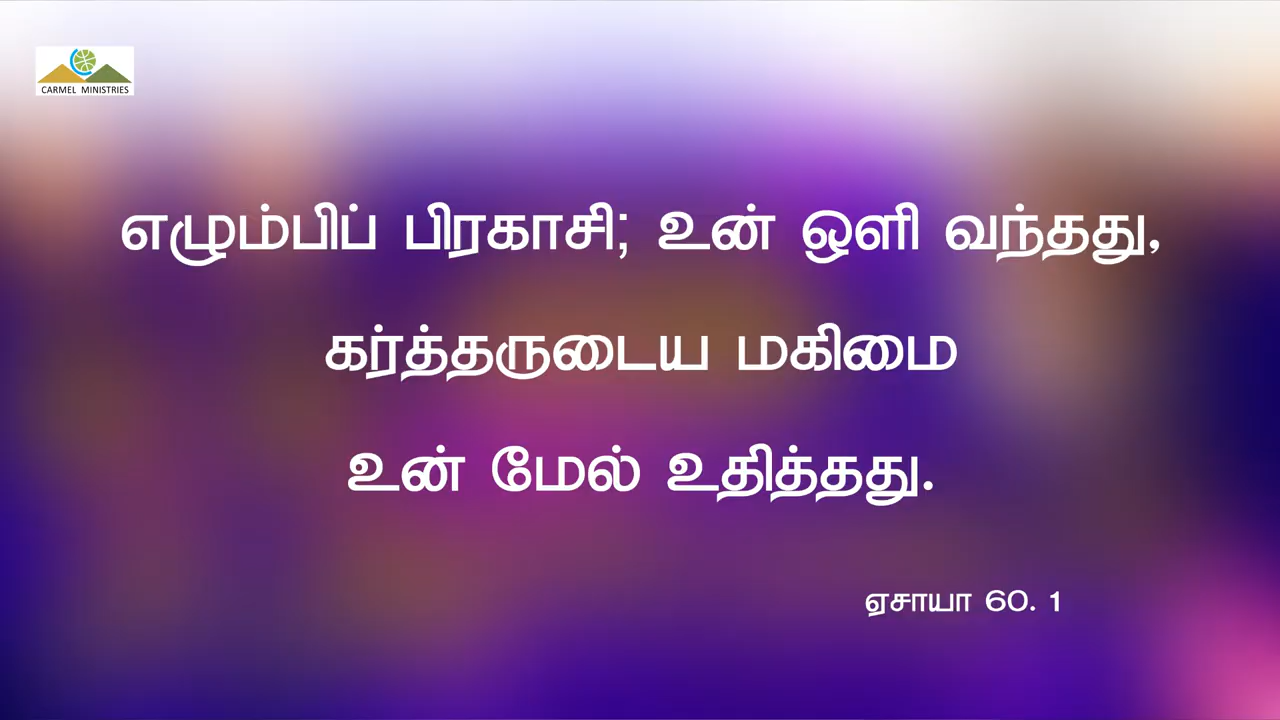 CARMEL MINISTRIES
எழும்பிப் பிரகாசி; உன் ஒளி வந்தது,
கர்த்தருடைய மகிமை
உன் மேல் உதித்தது.
ஏசாயா 60. 1